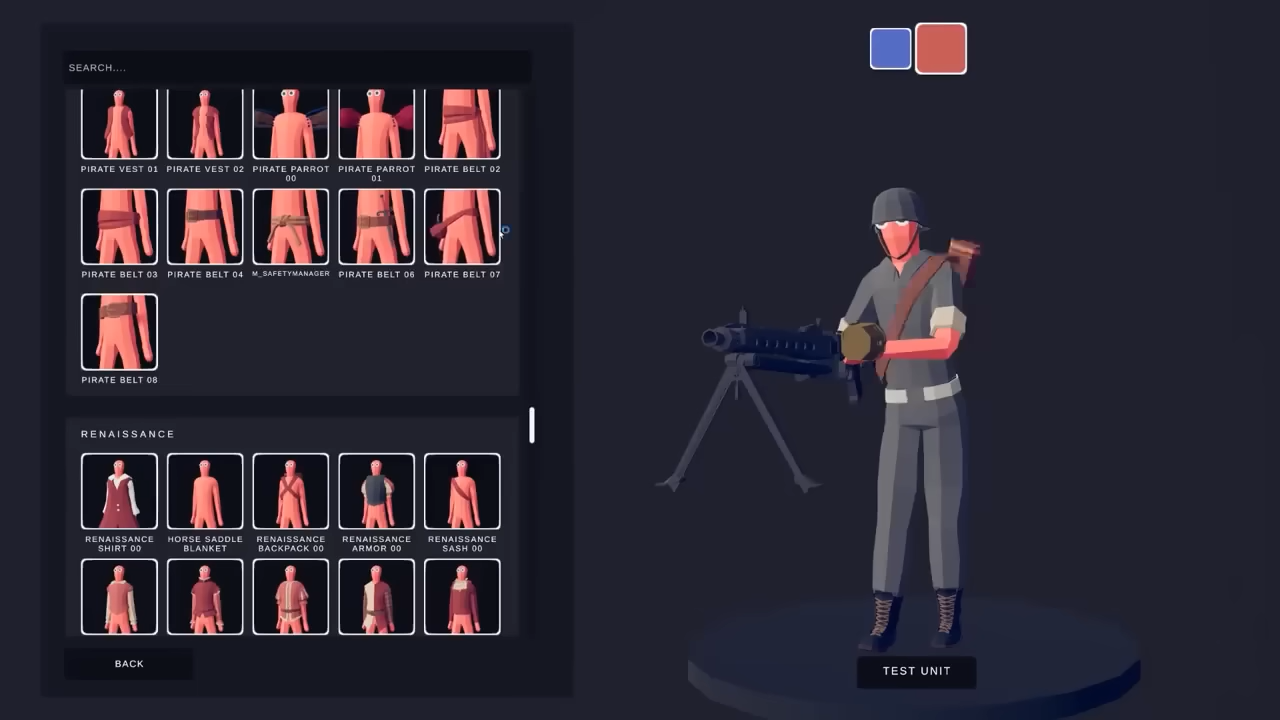 SEARCH....
PIRATE VEST 01
PIRATE VEST 02
PIRATE PARROT
00
PIRATE PARROT
01
PIRATE BELT 02
PIRATE BELT 03
PIRATE BELT 04
M_SAFETYMANAGER
PIRATE BELT 06
PIRATE BELT 07
PIRATE BELT 08
RENAISSANCE
RENAISSANCE
SHIRT 00
HORSE SADDLE
BLANKET
RENAISSANCE
BACKPACK 00
RENAISSANCE
ARMOR 00
RENAISSANCE
SASH 00
BACK
TEST UNIT